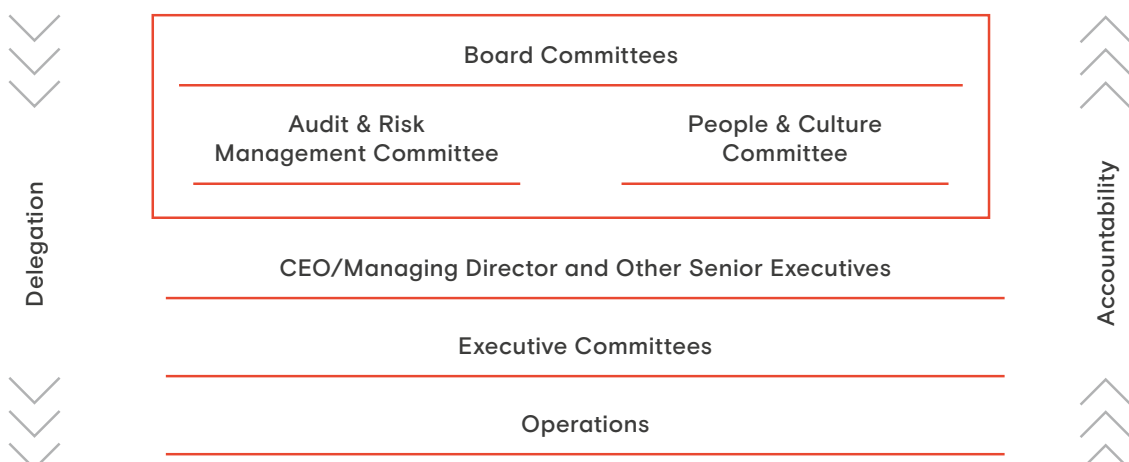 Board Committees
Audit & Risk
Management Committee
People & Culture
Committee
Delegation
Accountability
CEO/Managing Director and Other Senior Executives
Executive Committees
Operations